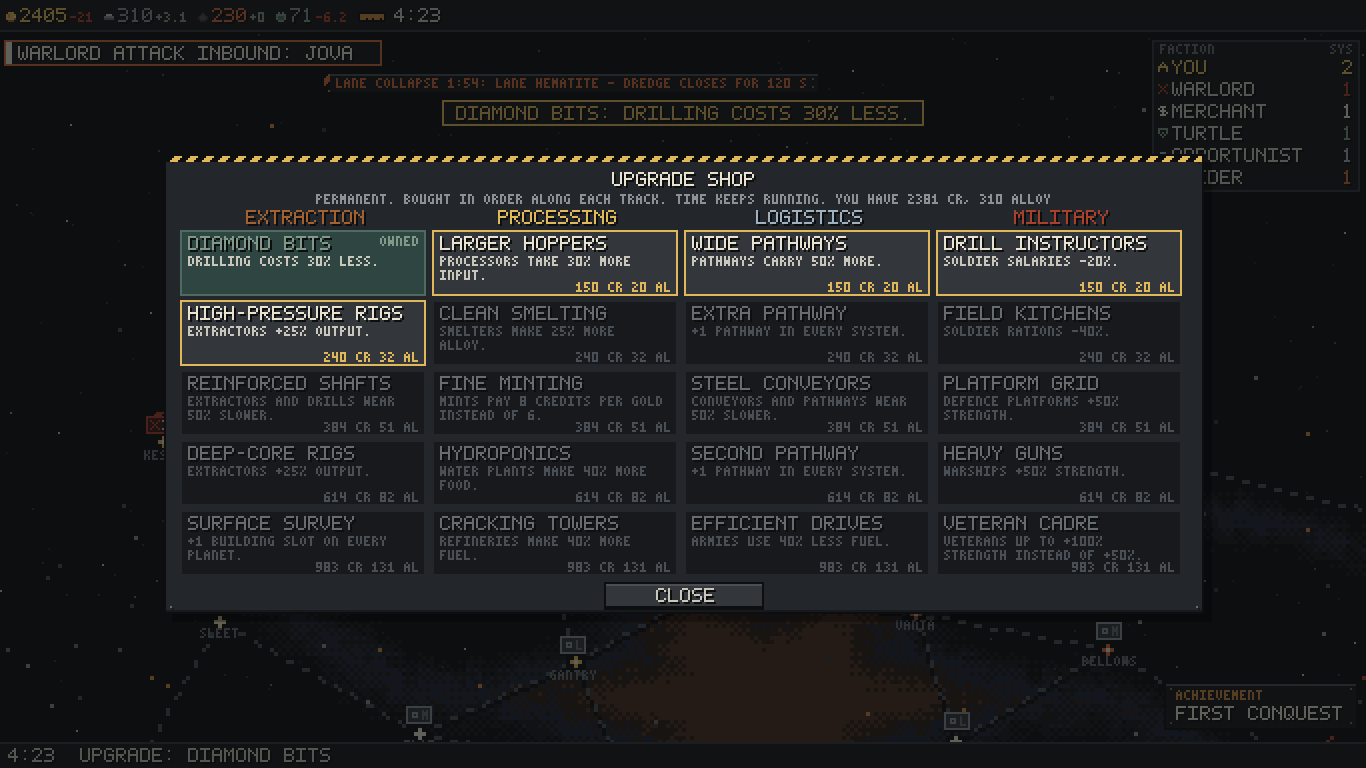 2405-21 310+3.1 230+0 71-6.2 4:23
WARLORD ATTACK INBOUND: JOVA
LANE COLLAPSE 1:54: LANE HEMATITE - DREDGE CLOSES FOR 120 S
DIAMOND BITS: DRILLING COSTS 30% LESS.
FACTION SYS
YOU 2
WARLORD 1
MERCHANT 1
TURTLE 1
OPPORTUNIST 1
1
UPGRADE SHOP
PERMANENT. BOUGHT IN ORDER ALONG EACH TRACK. TIME KEEPS RUNNING. YOU HAVE 2381 CR, 310 ALLOY
EXTRACTION PROCESSING LOGISTICS MILITARY
DIAMOND BITS OWNED
DRILLING COSTS 30% LESS.
LARGER HOPPERS
PROCESSORS TAKE 30% MORE
INPUT.
150 CR 20 AL
WIDE PATHWAYS
PATHWAYS CARRY 50% MORE.
150 CR 20 AL
DRILL INSTRUCTORS
SOLDIER SALARIES -20%.
150 CR 20 AL
HIGH-PRESSURE RIGS
EXTRACTORS +25% OUTPUT.
240 CR 32 AL
CLEAN SMELTING
SMELTERS MAKE 25% MORE
ALLOY.
240 CR 32 AL
EXTRA PATHWAY
+1 PATHWAY IN EVERY SYSTEM.
240 CR 32 AL
FIELD KITCHENS
SOLDIER RATIONS -40%.
240 CR 32 AL
REINFORCED SHAFTS
EXTRACTORS AND DRILLS WEAR
50% SLOWER.
384 CR 51 AL
FINE MINTING
MINTS PAY 8 CREDITS PER GOLD
INSTEAD OF 6.
384 CR 51 AL
STEEL CONVEYORS
CONVEYORS AND PATHWAYS WEAR
50% SLOWER.
384 CR 51 AL
PLATFORM GRID
DEFENCE PLATFORMS +50%
STRENGTH.
384 CR 51 AL
DEEP-CORE RIGS
EXTRACTORS +25% OUTPUT.
614 CR 82 AL
HYDROPONICS
WATER PLANTS MAKE 40% MORE
FOOD.
614 CR 82 AL
SECOND PATHWAY
+1 PATHWAY IN EVERY SYSTEM.
614 CR 82 AL
HEAVY GUNS
WARSHIPS +50% STRENGTH.
614 CR 82 AL
SURFACE SURVEY
+1 BUILDING SLOT ON EVERY
PLANET.
983 CR 131 AL
CRACKING TOWERS
REFINERIES MAKE 40% MORE
FUEL.
983 CR 131 AL
EFFICIENT DRIVES
ARMIES USE 40% LESS FUEL.
983 CR 131 AL
VETERAN CADRE
VETERANS UP TO +100%
STRENGTH INSTEAD OF +50%.
983 CR 131 AL
CLOSE
SLEET
L
GANTRY
VANTA
M
BELLOWS
M
L
ACHIEVEMENT
FIRST CONQUEST
4:23 UPGRADE: DIAMOND BITS